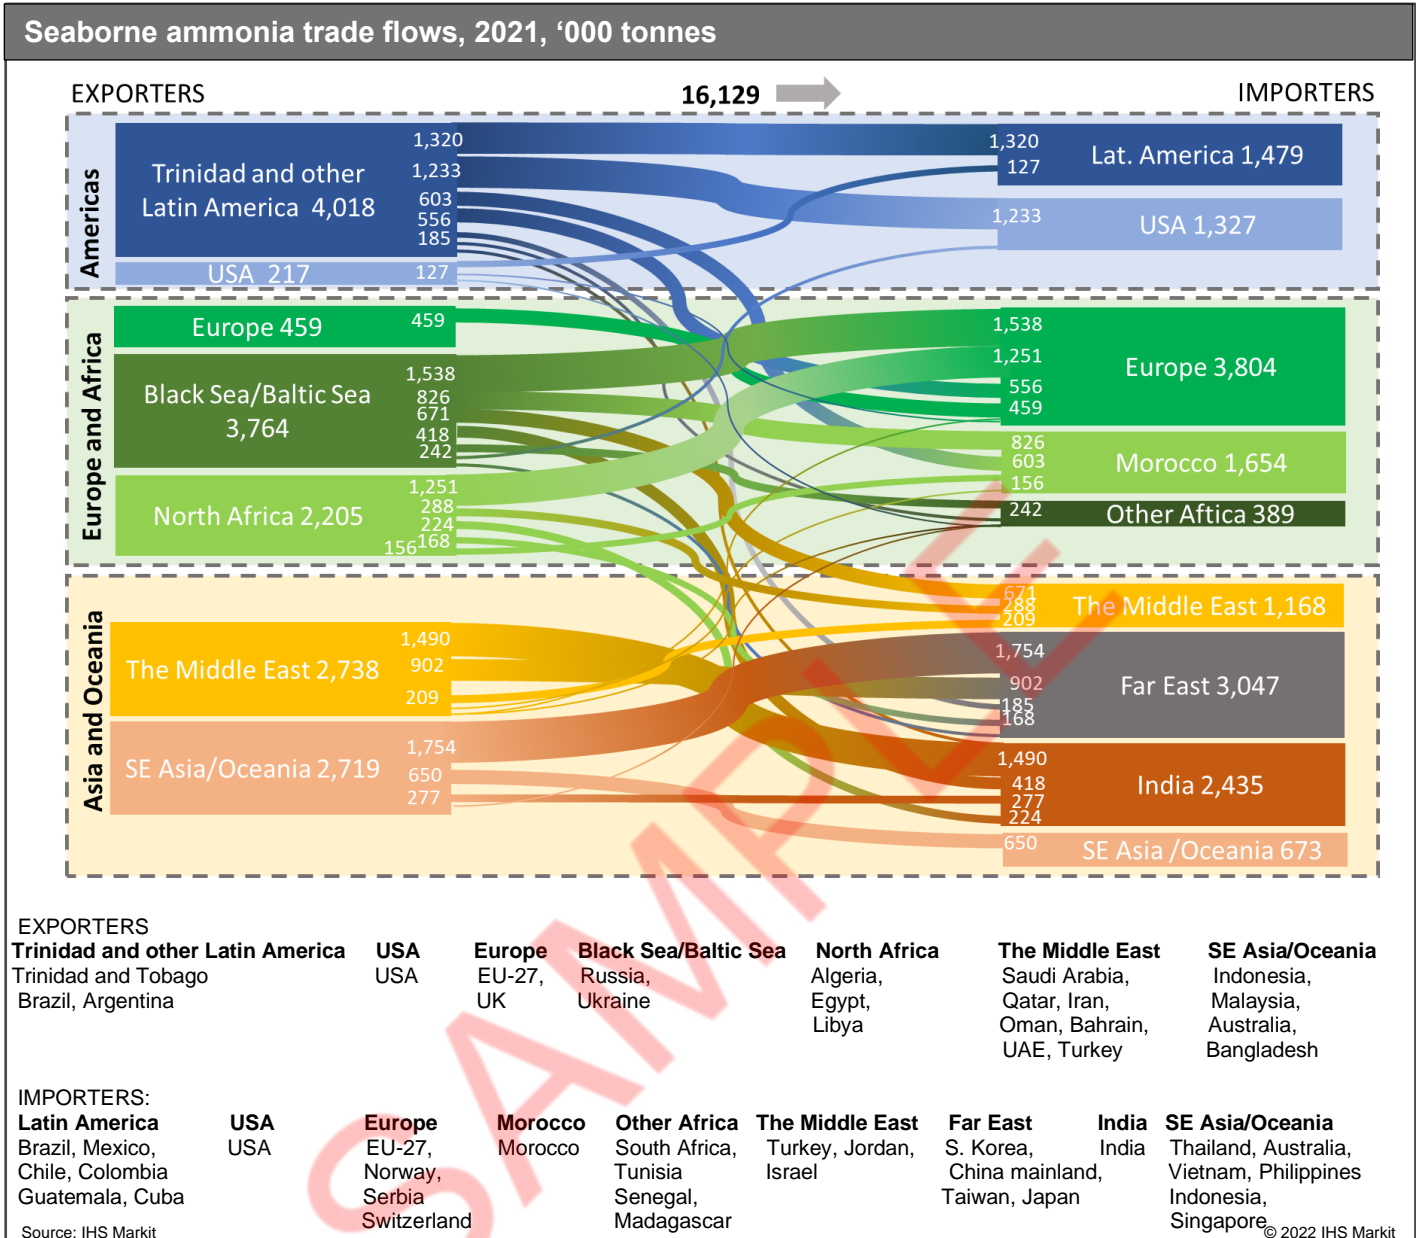 Seaborne ammonia trade flows, 2021, ‘000 tonnes
EXPORTERS
16,129
IMPORTERS
Americas
Trinidad and other
Latin America 4,018
1,320
1,233
603
556
185
USA 217
127
1,320
127
Lat. America 1,479
1,233
USA 1,327
Europe and Africa
Europe 459
459
Black Sea/Baltic Sea
3,764
1,538
826
671
418
242
North Africa 2,205
1,251
288
224
168
156
1,538
1,251
556
459
Europe 3,804
826
603
156
Morocco 1,654
242
Other Aftica 389
Asia and Oceania
The Middle East 2,738
1,490
902
209
SE Asia/Oceania 2,719
1,754
650
277
671
288
209
The Middle East 1,168
1,754
902
185
168
Far East 3,047
1,490
418
277
224
India 2,435
650
SE Asia /Oceania 673
SAMPLE
EXPORTERS
Trinidad and other Latin America USA Europe Black Sea/Baltic Sea North Africa The Middle East SE Asia/Oceania
Trinidad and Tobago USA EU-27, Russia, Algeria, Saudi Arabia, Indonesia,
Brazil, Argentina UK Ukraine Egypt, Qatar, Iran, Malaysia,
Libya Oman, Bahrain, Australia,
UAE, Turkey Bangladesh
IMPORTERS:
Latin America USA Europe Morocco Other Africa The Middle East Far East India SE Asia/Oceania
Brazil, Mexico, USA EU-27, Morocco South Africa, Turkey, Jordan, S. Korea, India Thailand, Australia,
Chile, Colombia Norway, Tunisia Israel China mainland, Vietnam, Philippines
Guatemala, Cuba Serbia Senegal, Taiwan, Japan Indonesia,
Switzerland Madagascar Singapore
Source: IHS Markit © 2022 IHS Markit